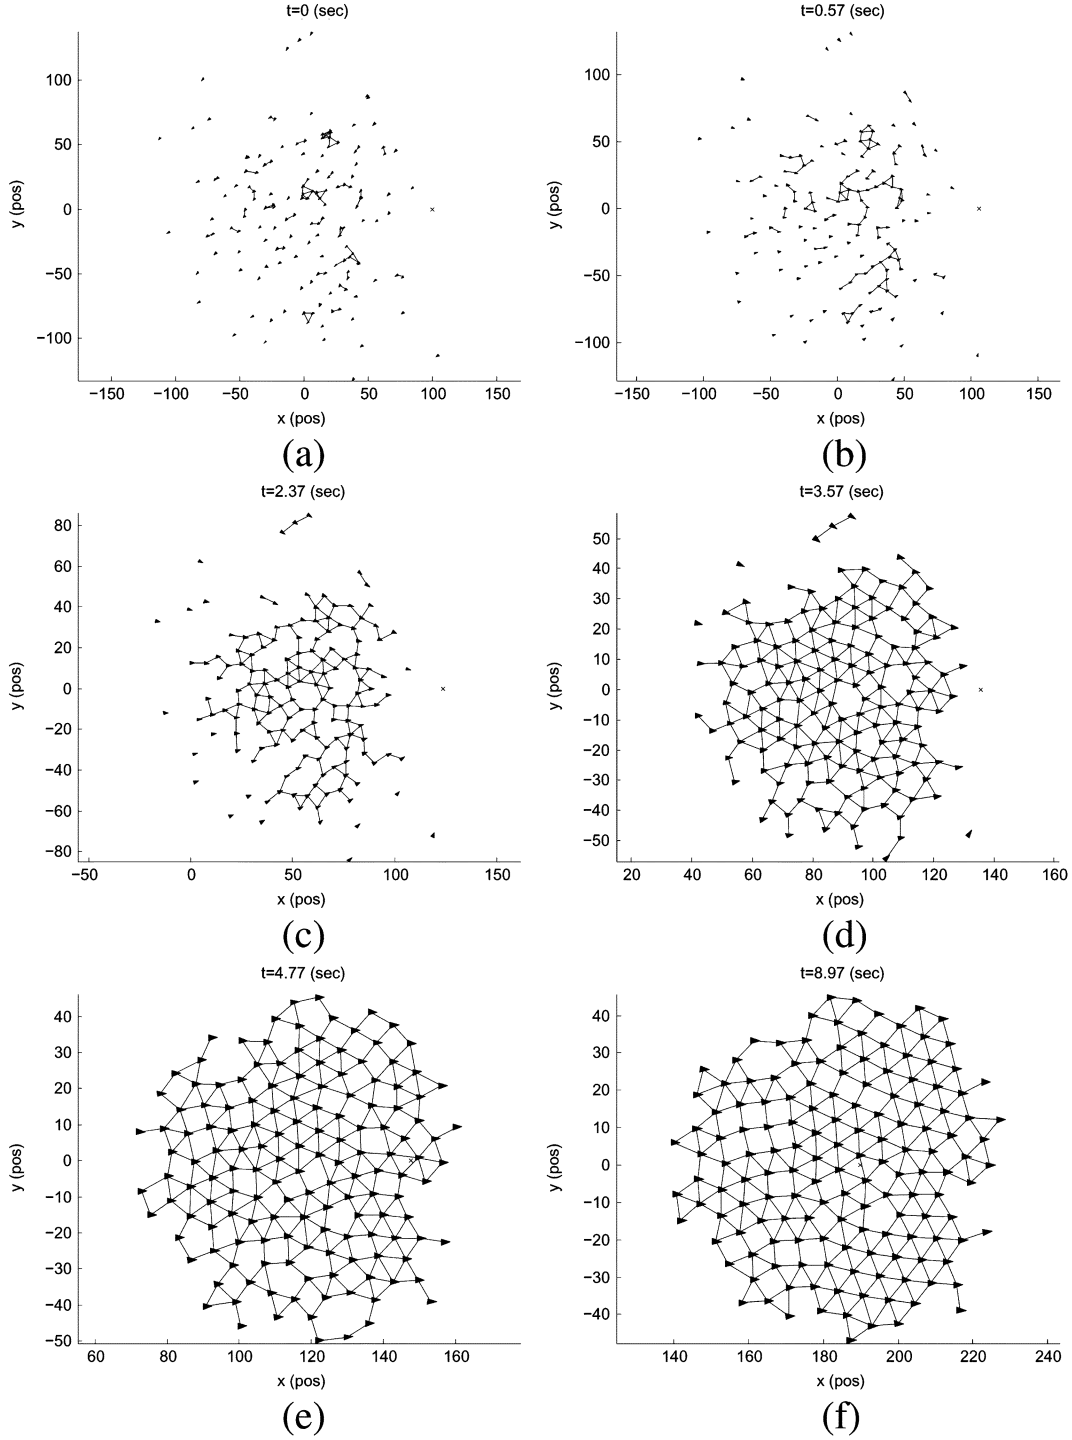 t=0 (sec)
100
50
0
−50
−100
y (pos)
−150 −100 −50 0 50 100 150
x (pos)
(a)
t=0.57 (sec)
100
50
0
−50
−100
y (pos)
−150 −100 −50 0 50 100 150
x (pos)
(b)
t=2.37 (sec)
80
60
40
20
0
−20
−40
−60
−80
y (pos)
−50 0 50 100 150
x (pos)
(c)
t=3.57 (sec)
50
40
30
20
10
0
−10
−20
−30
−40
−50
y (pos)
20 40 60 80 100 120 140 160
x (pos)
(d)
t=4.77 (sec)
40
30
20
10
0
−10
−20
−30
−40
−50
y (pos)
60 80 100 120 140 160
x (pos)
(e)
t=8.97 (sec)
40
30
20
10
0
−10
−20
−30
−40
y (pos)
140 160 180 200 220 240
x (pos)
(f)